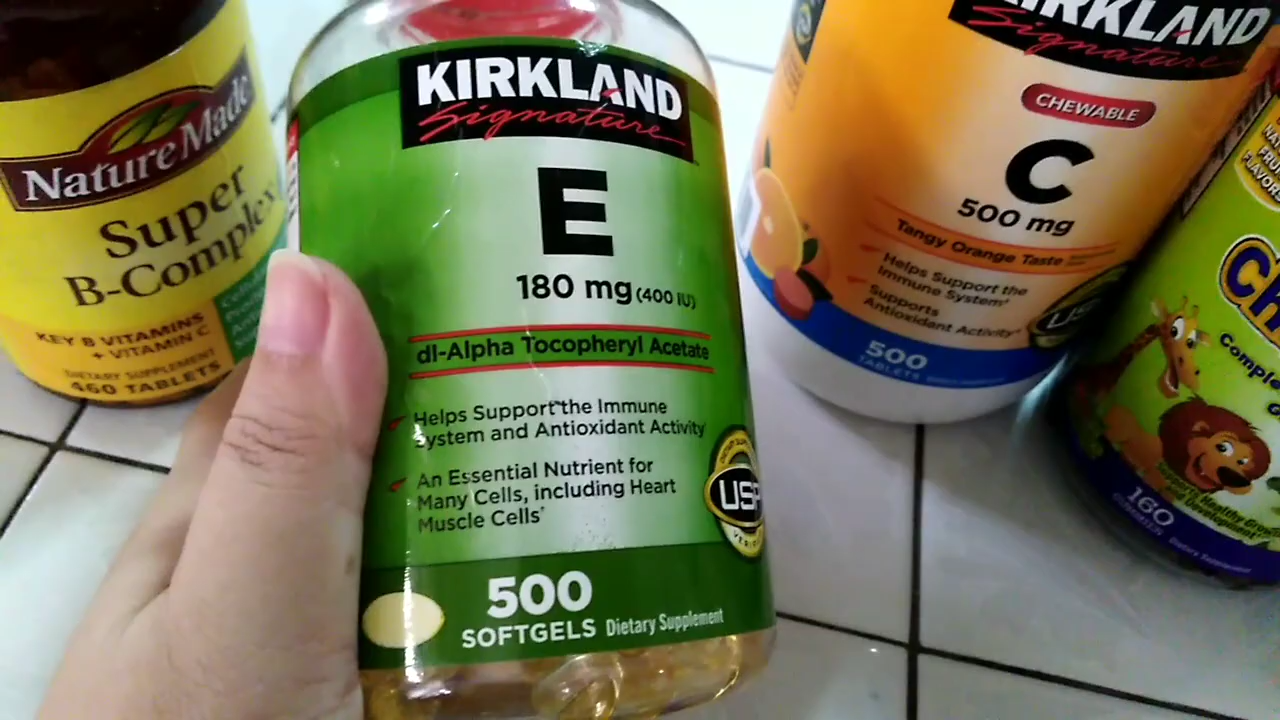 Nature Made
Super
B-Complex
KEY B VITAMINS
+ VITAMIN C
DIETARY SUPPLEMENT
460 TABLETS
KIRKLAND
Signature
E
180 mg (400 IU)
dl-Alpha Tocopheryl Acetate
Helps Support the Immune
System and Antioxidant Activity
An Essential Nutrient for
Many Cells, including Heart
Muscle Cells
USP
500
SOFTGELS Dietary Supplement
KIRKLAND
Signature
CHEWABLE
C
500 mg
Tangy Orange Taste
Helps Support the
Immune System
Supports
Antioxidant Activity
500
TABLETS
160
Dietary Supplement